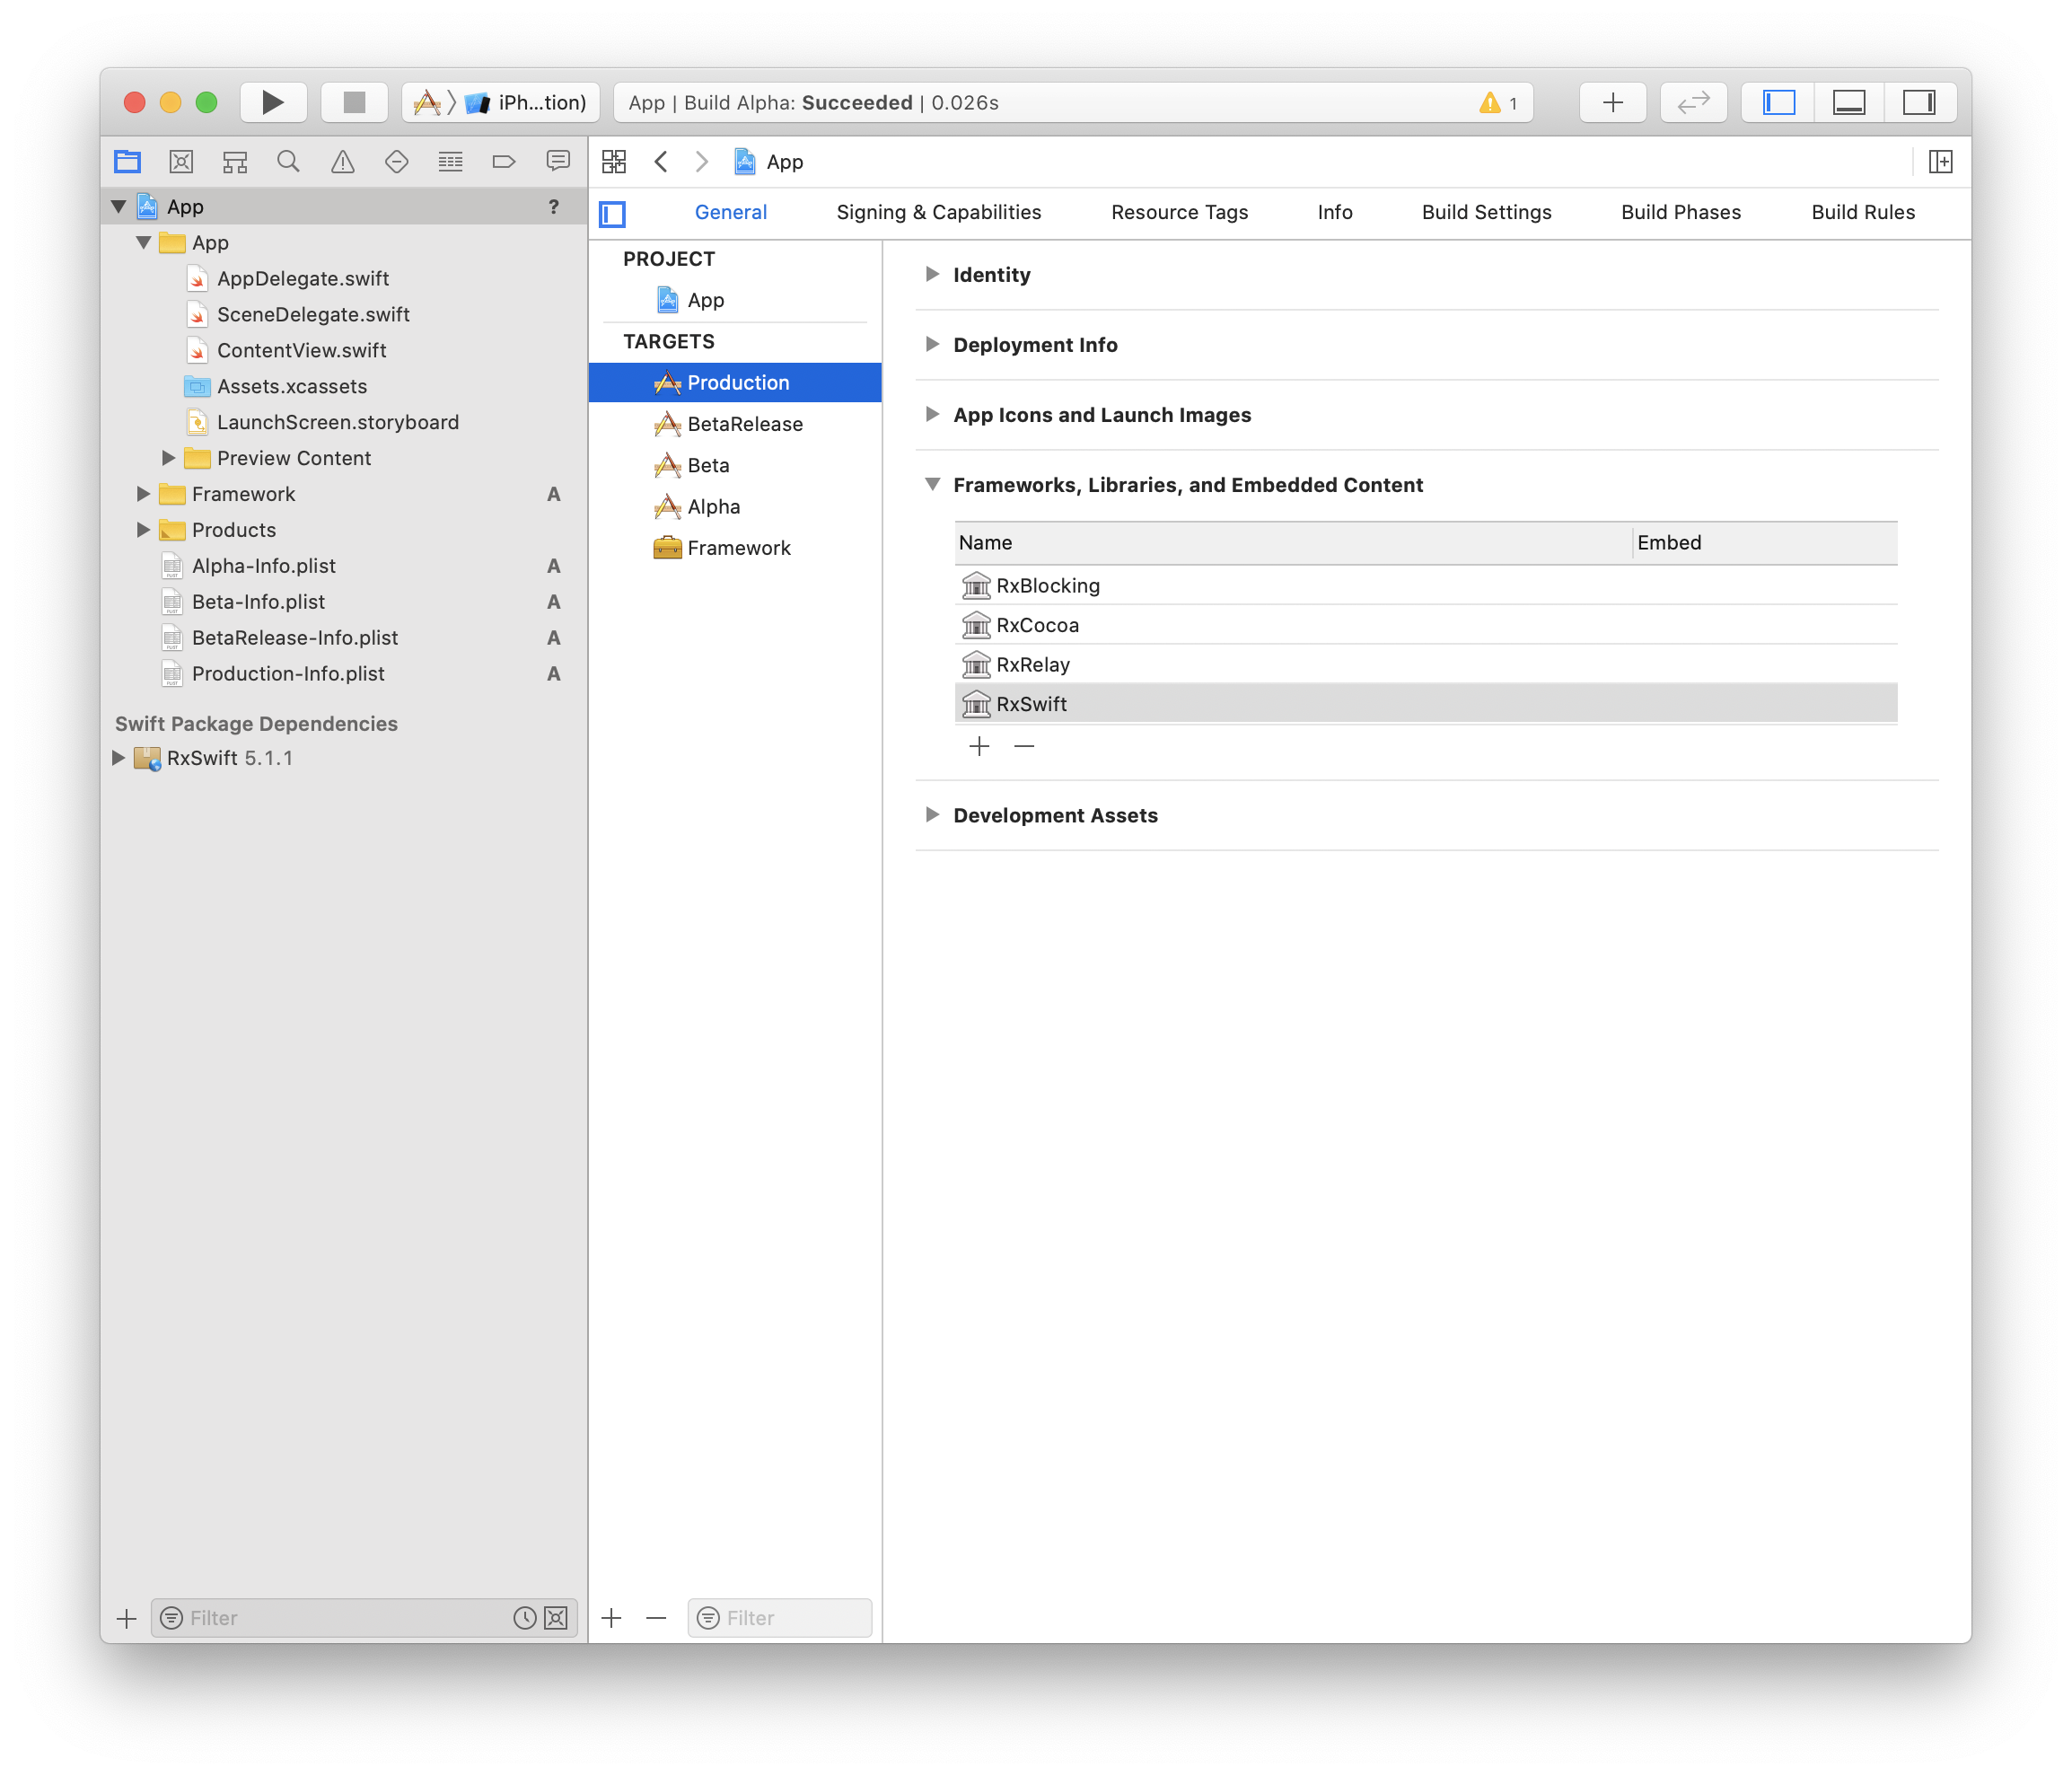 iPh...tion)
App | Build Alpha: Succeeded | 0.026s
1
App ?
App
AppDelegate.swift
SceneDelegate.swift
ContentView.swift
Assets.xcassets
LaunchScreen.storyboard
Preview Content
Framework A
Products
Alpha-Info.plist A
Beta-Info.plist A
BetaRelease-Info.plist A
Production-Info.plist A
Swift Package Dependencies
RxSwift 5.1.1
Filter
App
General Signing & Capabilities Resource Tags Info Build Settings Build Phases Build Rules
PROJECT
App
TARGETS
Production
BetaRelease
Beta
Alpha
Framework
Filter
Identity
Deployment Info
App Icons and Launch Images
Frameworks, Libraries, and Embedded Content
Name Embed
RxBlocking
RxCocoa
RxRelay
RxSwift
Development Assets